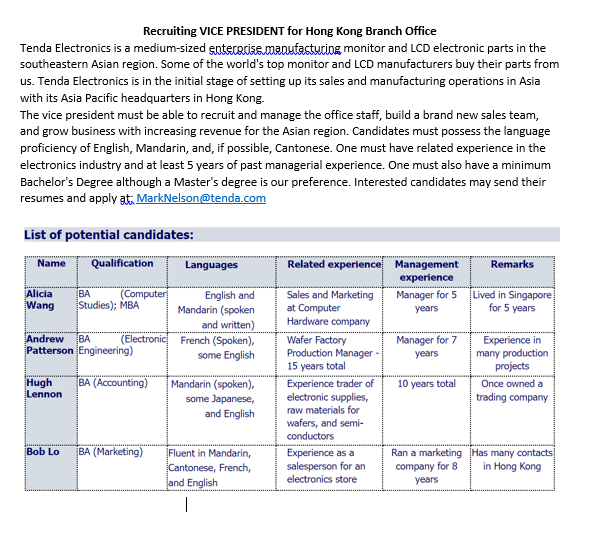 Recruiting VICE PRESIDENT for Hong Kong Branch Office
Tenda Electronics is a medium-sized enterprise manufacturing monitor and LCD electronic parts in the
southeastern Asian region. Some of the world's top monitor and LCD manufacturers buy their parts from
us. Tenda Electronics is in the initial stage of setting up its sales and manufacturing operations in Asia
with its Asia Pacific headquarters in Hong Kong.
The vice president must be able to recruit and manage the office staff, build a brand new sales team,
and grow business with increasing revenue for the Asian region. Candidates must possess the language
proficiency of English, Mandarin, and, if possible, Cantonese. One must have related experience in the
electronics industry and at least 5 years of past managerial experience. One must also have a minimum
Bachelor's Degree although a Master's degree is our preference. Interested candidates may send their
resumes and apply at: MarkNelson@tenda.com
List of potential candidates:
Name Qualification Languages Related experience Management experience Remarks
Alicia Wang BA (Computer Studies); MBA English and Mandarin (spoken and written) Sales and Marketing at Computer Hardware company Manager for 5 years Lived in Singapore for 5 years
Andrew Patterson BA (Electronic Engineering) French (Spoken), some English Wafer Factory Production Manager - 15 years total Manager for 7 years Experience in many production projects
Hugh Lennon BA (Accounting) Mandarin (spoken), some Japanese, and English Experience trader of electronic supplies, raw materials for wafers, and semi-conductors 10 years total Once owned a trading company
Bob Lo BA (Marketing) Fluent in Mandarin, Cantonese, French, and English Experience as a salesperson for an electronics store Ran a marketing company for 8 years Has many contacts in Hong Kong